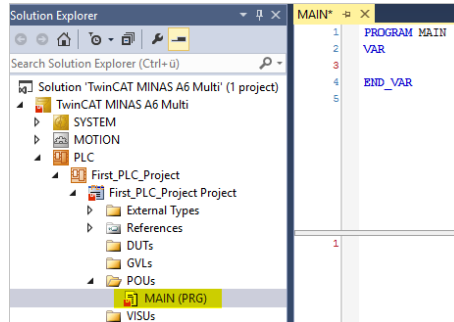 Solution Explorer
Search Solution Explorer (Ctrl+ü)
Solution 'TwinCAT MINAS A6 Multi' (1 project)
TwinCAT MINAS A6 Multi
SYSTEM
MOTION
PLC
First_PLC_Project
First_PLC_Project Project
External Types
References
DUTs
GVLs
POUs
MAIN (PRG)
VISUs
MAIN*
1 PROGRAM MAIN
2 VAR
3
4 END_VAR
5
1